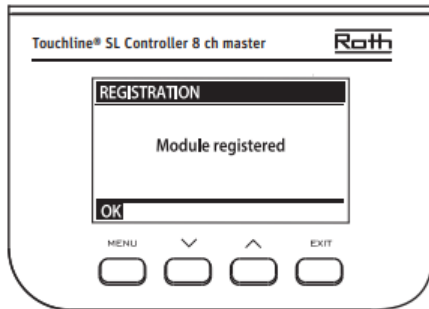 Touchline® SL Controller 8 ch master
Roth
REGISTRATION
Module registered
OK
MENU
EXIT